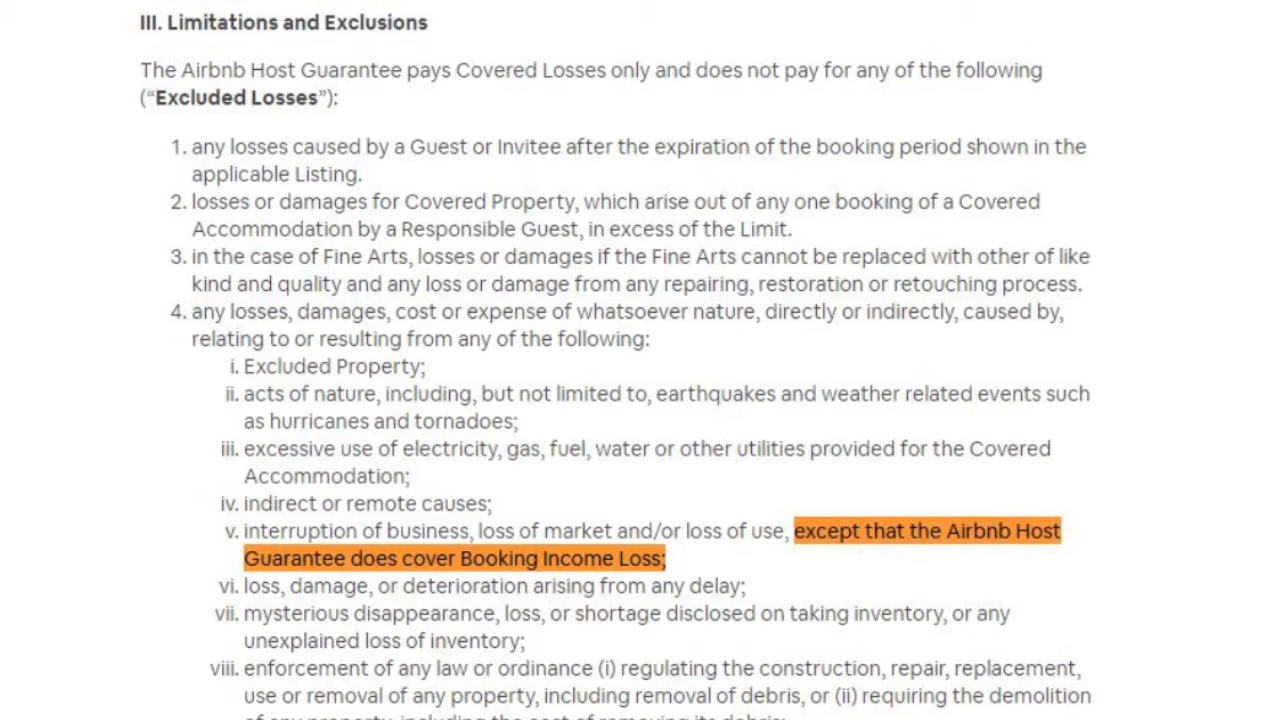 III. Limitations and Exclusions
The Airbnb Host Guarantee pays Covered Losses only and does not pay for any of the following
(“Excluded Losses”):
1. any losses caused by a Guest or Invitee after the expiration of the booking period shown in the
applicable Listing.
2. losses or damages for Covered Property, which arise out of any one booking of a Covered
Accommodation by a Responsible Guest, in excess of the Limit.
3. in the case of Fine Arts, losses or damages if the Fine Arts cannot be replaced with other of like
kind and quality and any loss or damage from any repairing, restoration or retouching process.
4. any losses, damages, cost or expense of whatsoever nature, directly or indirectly, caused by,
relating to or resulting from any of the following:
i. Excluded Property;
ii. acts of nature, including, but not limited to, earthquakes and weather related events such
as hurricanes and tornadoes;
iii. excessive use of electricity, gas, fuel, water or other utilities provided for the Covered
Accommodation;
iv. indirect or remote causes;
v. interruption of business, loss of market and/or loss of use, except that the Airbnb Host
Guarantee does cover Booking Income Loss;
vi. loss, damage, or deterioration arising from any delay;
vii. mysterious disappearance, loss, or shortage disclosed on taking inventory, or any
unexplained loss of inventory;
viii. enforcement of any law or ordinance (i) regulating the construction, repair, replacement,
use or removal of any property, including removal of debris, or (ii) requiring the demolition
of any property, including the cost of removing its debris;